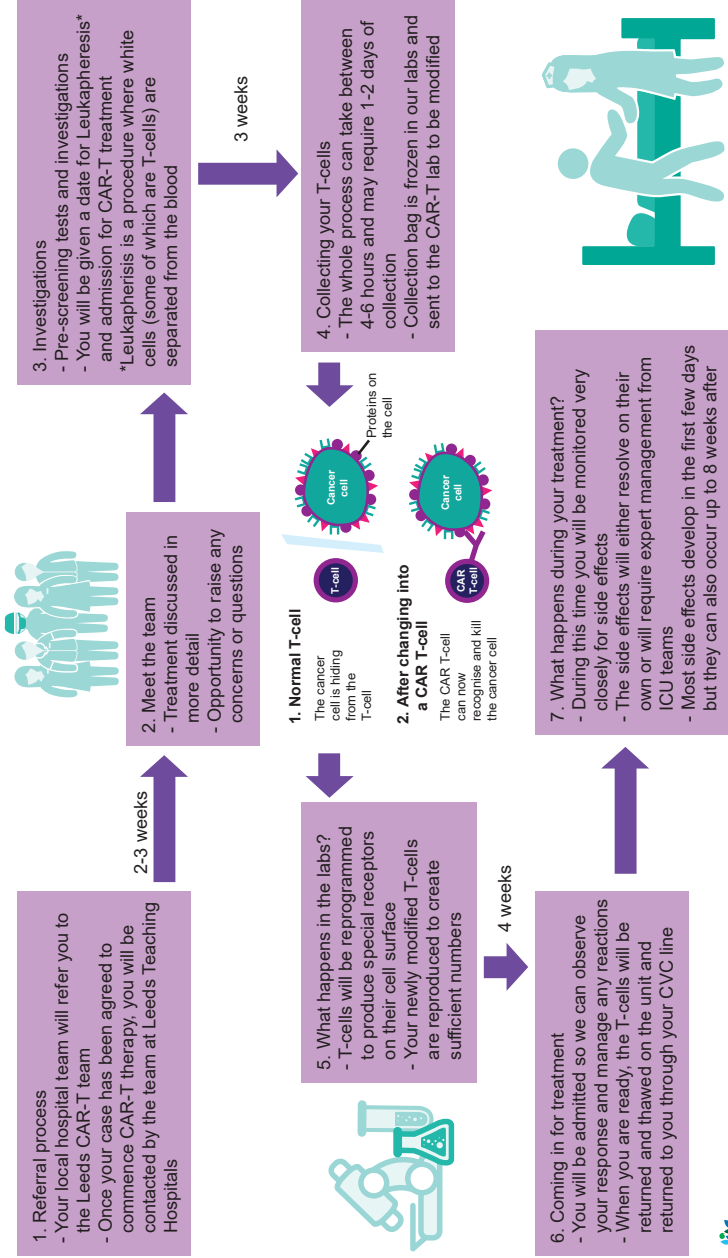 1. Referral process
- Your local hospital team will refer you to
the Leeds CAR-T team
- Once your case has been agreed to
commence CAR-T therapy, you will be
contacted by the team at Leeds Teaching
Hospitals
2-3 weeks
2. Meet the team
- Treatment discussed in
more detail
- Opportunity to raise any
concerns or questions
3. Investigations
- Pre-screening tests and investigations
- You will be given a date for Leukapheresis*
and admission for CAR-T treatment
*Leukapherisis is a procedure where white
cells (some of which are T-cells) are
separated from the blood
3 weeks
4. Collecting your T-cells
- The whole process can take between
4-6 hours and may require 1-2 days of
collection
- Collection bag is frozen in our labs and
sent to the CAR-T lab to be modified
1. Normal T-cell
The cancer
cell is hiding
from the
T-cell
T-cell
Cancer
cell
Proteins on
the cell
2. After changing into
a CAR T-cell
The CAR T-cell
can now
recognise and kill
the cancer cell
CAR
T-cell
Cancer
cell
5. What happens in the labs?
- T-cells will be reprogrammed
to produce special receptors
on their cell surface
- Your newly modified T-cells
are reproduced to create
sufficient numbers
4 weeks
6. Coming in for treatment
- You will be admitted so we can observe
your response and manage any reactions
- When you are ready, the T-cells will be
returned and thawed on the unit and
returned to you through your CVC line
7. What happens during your treatment?
- During this time you will be monitored very
closely for side effects
- The side effects will either resolve on their
own or will require expert management from
ICU teams
- Most side effects develop in the first few days
but they can also occur up to 8 weeks after